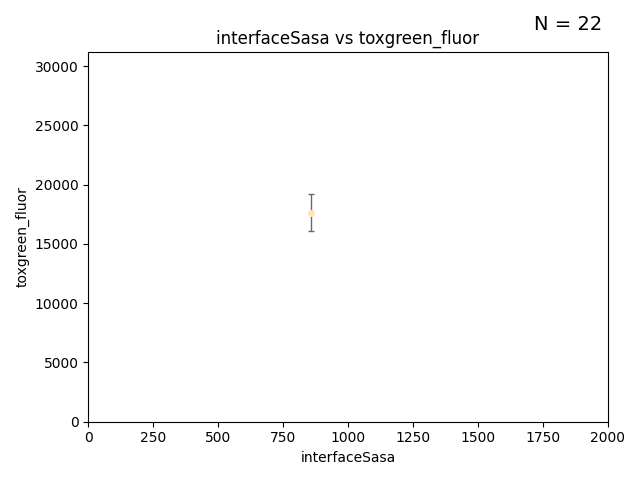 N = 22
interfaceSasa vs toxgreen_fluor
30000
25000
20000
15000
10000
5000
0
toxgreen_fluor
0 250 500 750 1000 1250 1500 1750 2000
interfaceSasa